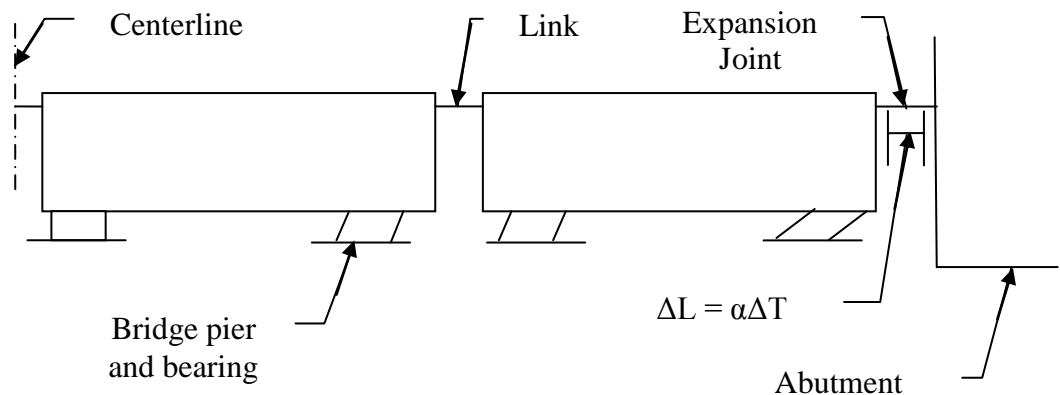 Centerline
Link
Expansion
Joint
ΔL = αΔT
Bridge pier
and bearing
Abutment